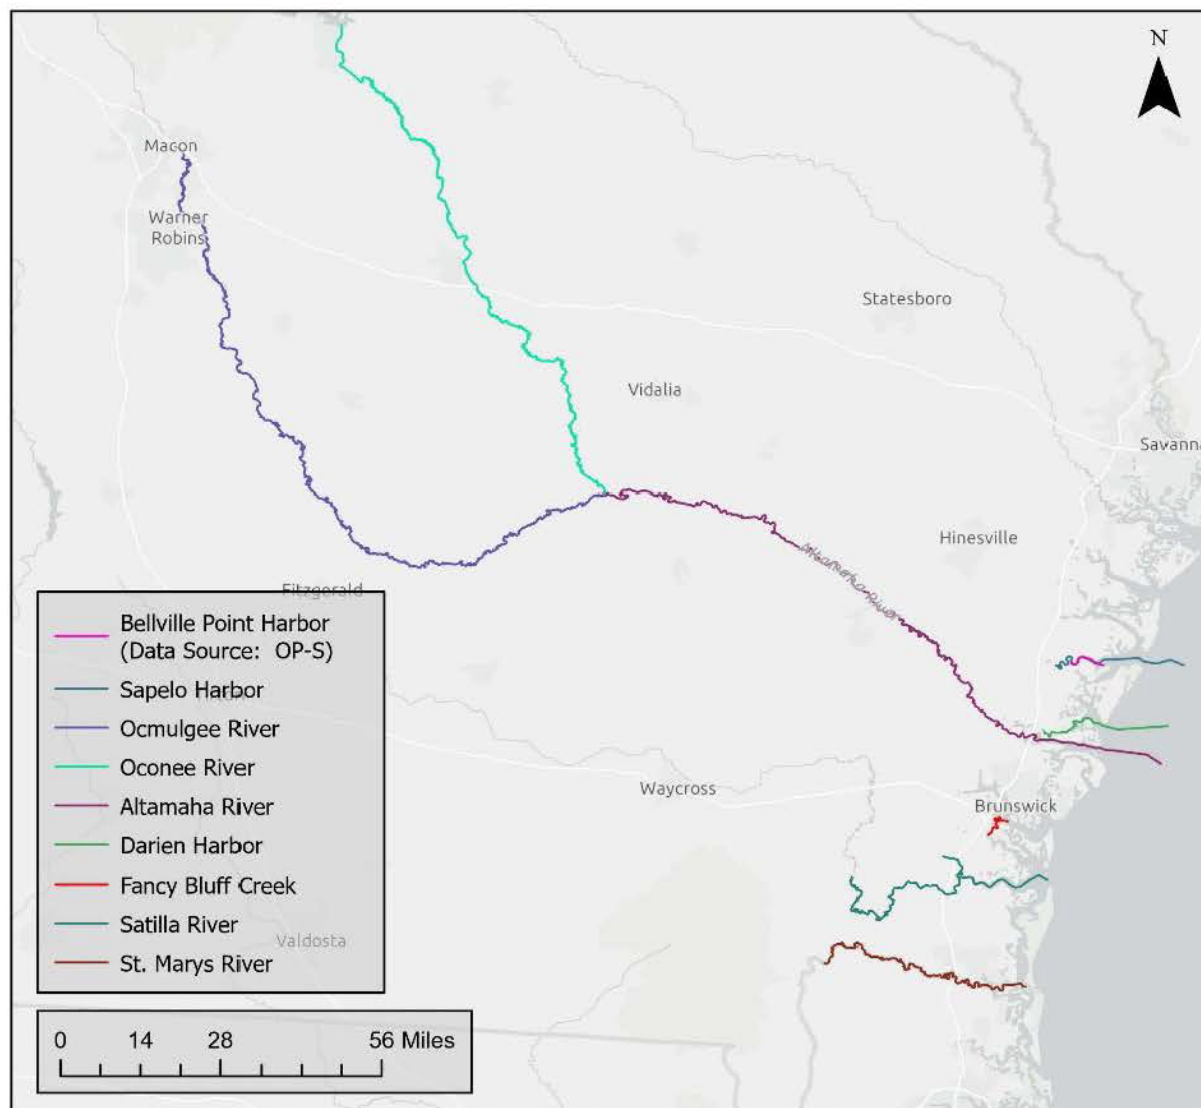 N
Macon
Warner
Robins
Statesboro
Vidalia
Savanna
Hinesville
Altamaha River
Fitzgerald
Bellville Point Harbor
(Data Source: OP-S)
Sapelo Harbor
Ocmulgee River
Oconee River
Altamaha River
Waycross
Brunswick
Darien Harbor
Fancy Bluff Creek
Satilla River
Valdosta
St. Marys River
0 14 28 56 Miles